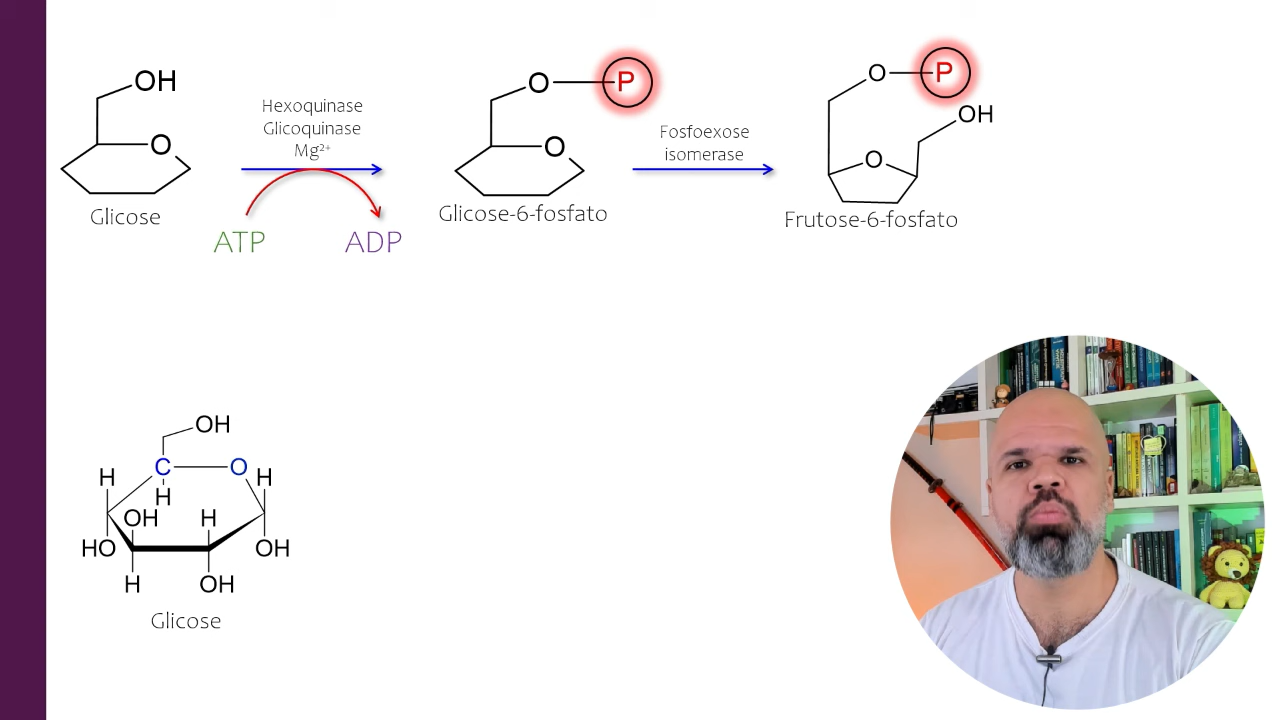 OH
O
Glicose
Hexoquinase
Glicoquinase
Mg²⁺
ATP
ADP
O
P
O
Glicose-6-fosfato
Fosfoexose
isomerase
O
P
OH
O
Frutose-6-fosfato
OH
C
O
H
H
H
OH
H
HO
OH
H
OH
Glicose